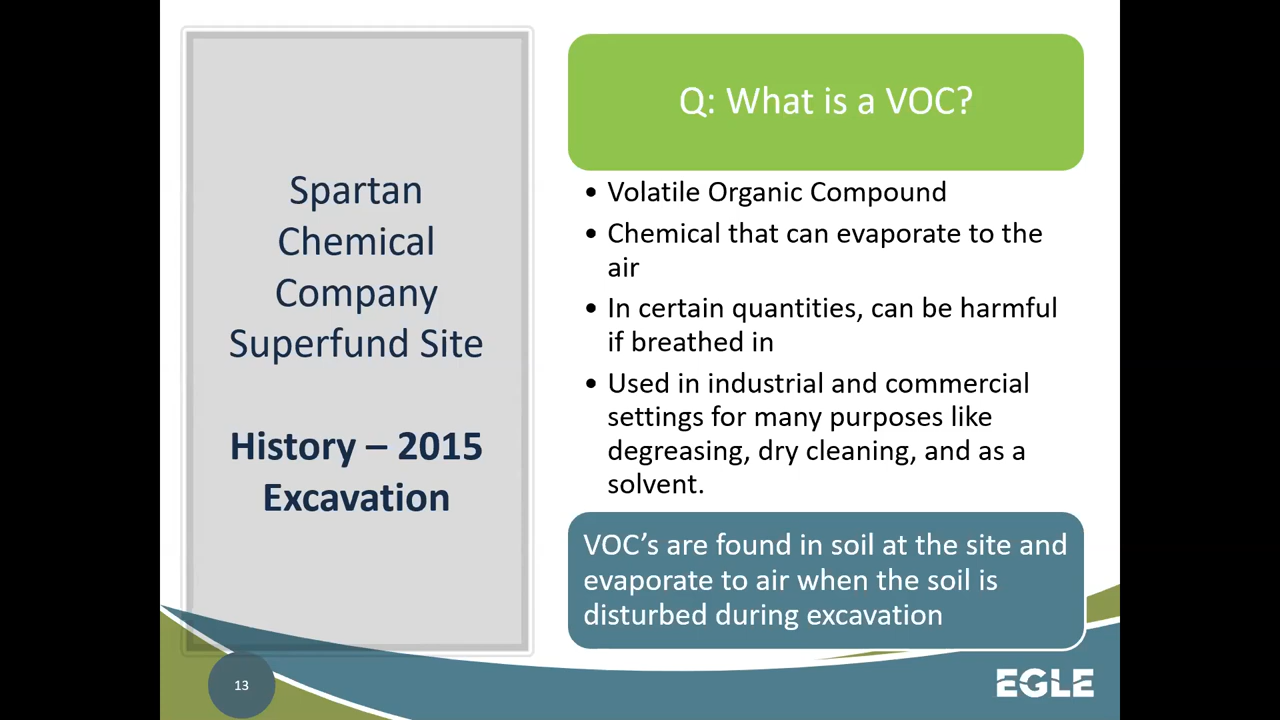 Spartan
Chemical
Company
Superfund Site
History – 2015
Excavation
Q: What is a VOC?
• Volatile Organic Compound
• Chemical that can evaporate to the
air
• In certain quantities, can be harmful
if breathed in
• Used in industrial and commercial
settings for many purposes like
degreasing, dry cleaning, and as a
solvent.
VOC’s are found in soil at the site and
evaporate to air when the soil is
disturbed during excavation
13
EGLE